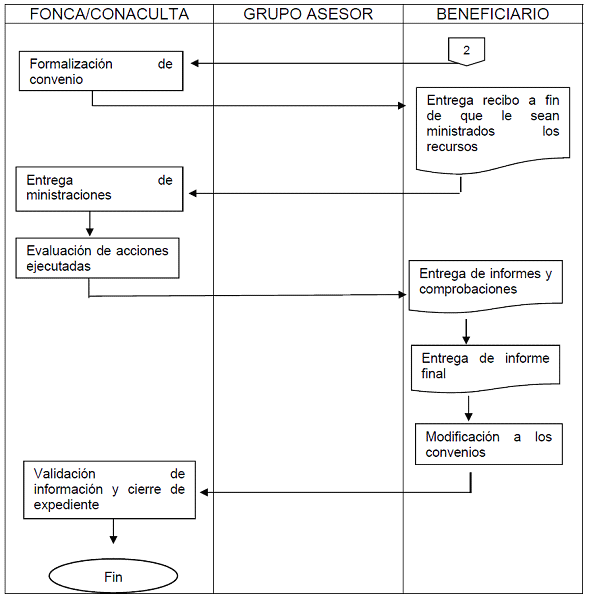 FONCA/CONACULTA GRUPO ASESOR BENEFICIARIO
2
Formalización de
convenio
Entrega recibo a fin
de que le sean
ministrados los
recursos
Entrega de
ministraciones
Evaluación de acciones
ejecutadas
Entrega de informes y
comprobaciones
Entrega de informe
final
Modificación a los
convenios
Validación de
información y cierre de
expediente
Fin